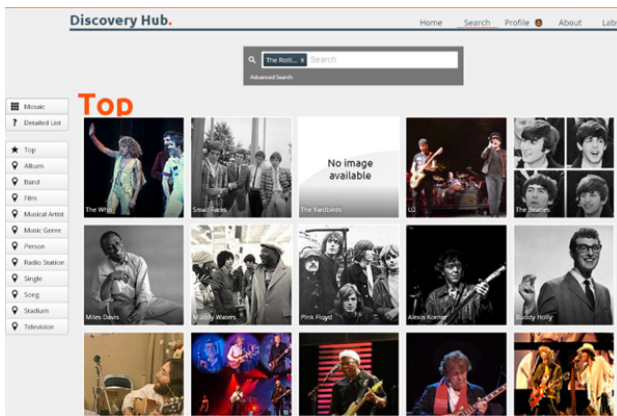 Discovery Hub.
Home Search Profile About Labs
The Rolli... x Search
Advanced Search
Top
Mosaic
? Detailed List
Top
Album
Band
Film
Musical Artist
Music Genre
Person
Radio Station
Single
Song
Stadium
Television
The Who
Small Faces
No image
available
The Yardbirds
U2
The Beatles
Miles Davis
Muddy Waters
Pink Floyd
Alexis Korner
Buddy Holly